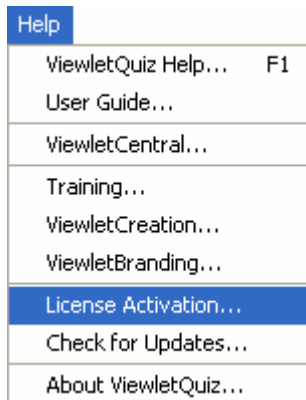 Help
ViewletQuiz Help... F1
User Guide...
ViewletCentral...
Training...
ViewletCreation...
ViewletBranding...
License Activation...
Check for Updates...
About ViewletQuiz...